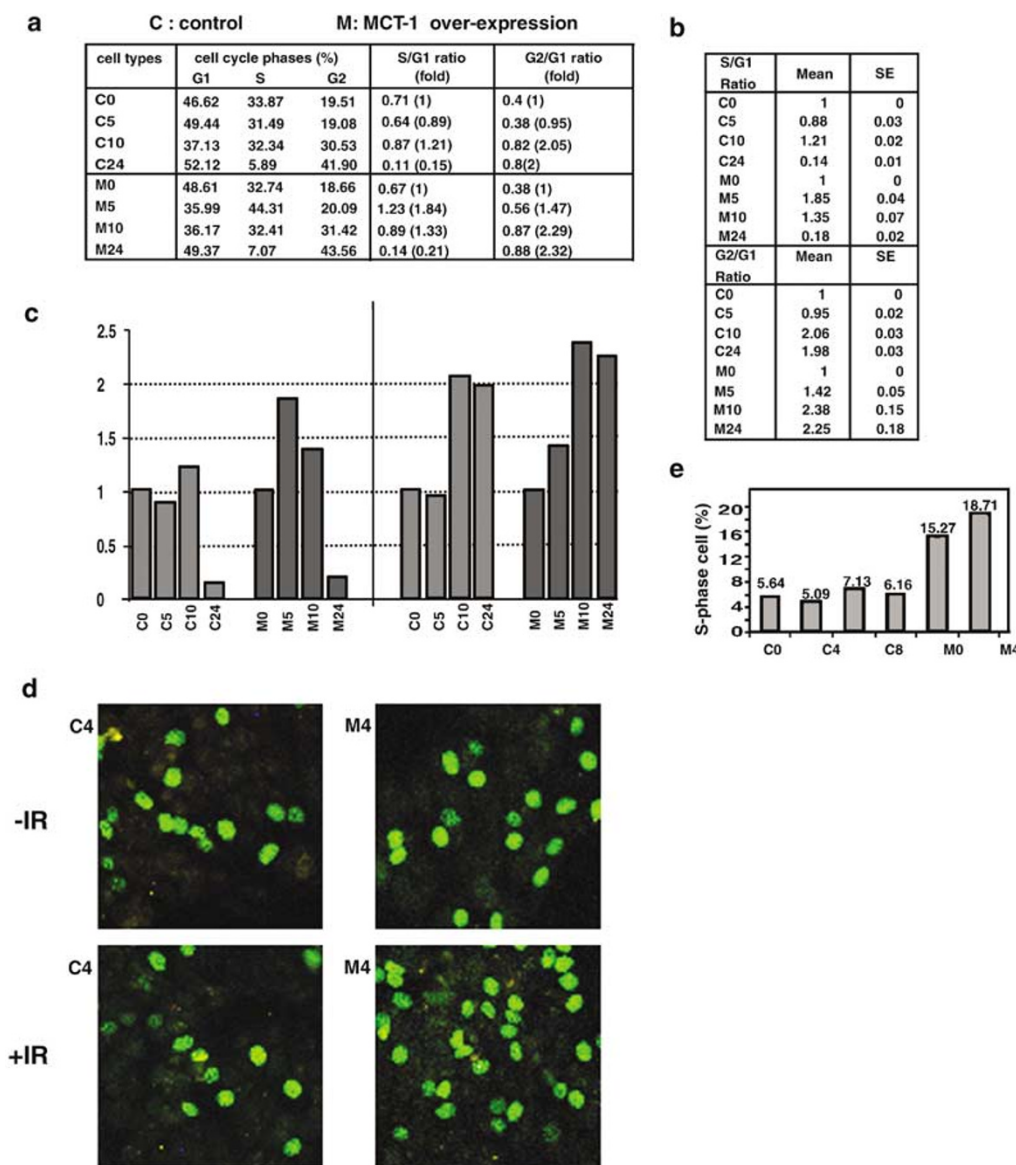 a
C : control M: MCT-1 over-expression
cell types cell cycle phases (%) S/G1 ratio G2/G1 ratio
G1 S G2 (fold) (fold)
C0 46.62 33.87 19.51 0.71 (1) 0.4 (1)
C5 49.44 31.49 19.08 0.64 (0.89) 0.38 (0.95)
C10 37.13 32.34 30.53 0.87 (1.21) 0.82 (2.05)
C24 52.12 5.89 41.90 0.11 (0.15) 0.8(2)
M0 48.61 32.74 18.66 0.67 (1) 0.38 (1)
M5 35.99 44.31 20.09 1.23 (1.84) 0.56 (1.47)
M10 36.17 32.41 31.42 0.89 (1.33) 0.87 (2.29)
M24 49.37 7.07 43.56 0.14 (0.21) 0.88 (2.32)
b
S/G1
Ratio Mean SE
C0 1 0
C5 0.88 0.03
C10 1.21 0.02
C24 0.14 0.01
M0 1 0
M5 1.85 0.04
M10 1.35 0.07
M24 0.18 0.02
G2/G1 Mean SE
Ratio
C0 1 0
C5 0.95 0.02
C10 2.06 0.03
C24 1.98 0.03
M0 1 0
M5 1.42 0.05
M10 2.38 0.15
M24 2.25 0.18
c
2.5
2
1.5
1
0.5
0
C0 C5 C10 C24 M0 M5 M10 M24 C0 C5 C10 C24 M0 M5 M10 M24
e
S-phase cell (%)
20
16
12
8
4
0
5.64 5.09 7.13 6.16 15.27 18.71
C0 C4 C8 M0 M4
d
C4 M4
-IR
C4 M4
+IR